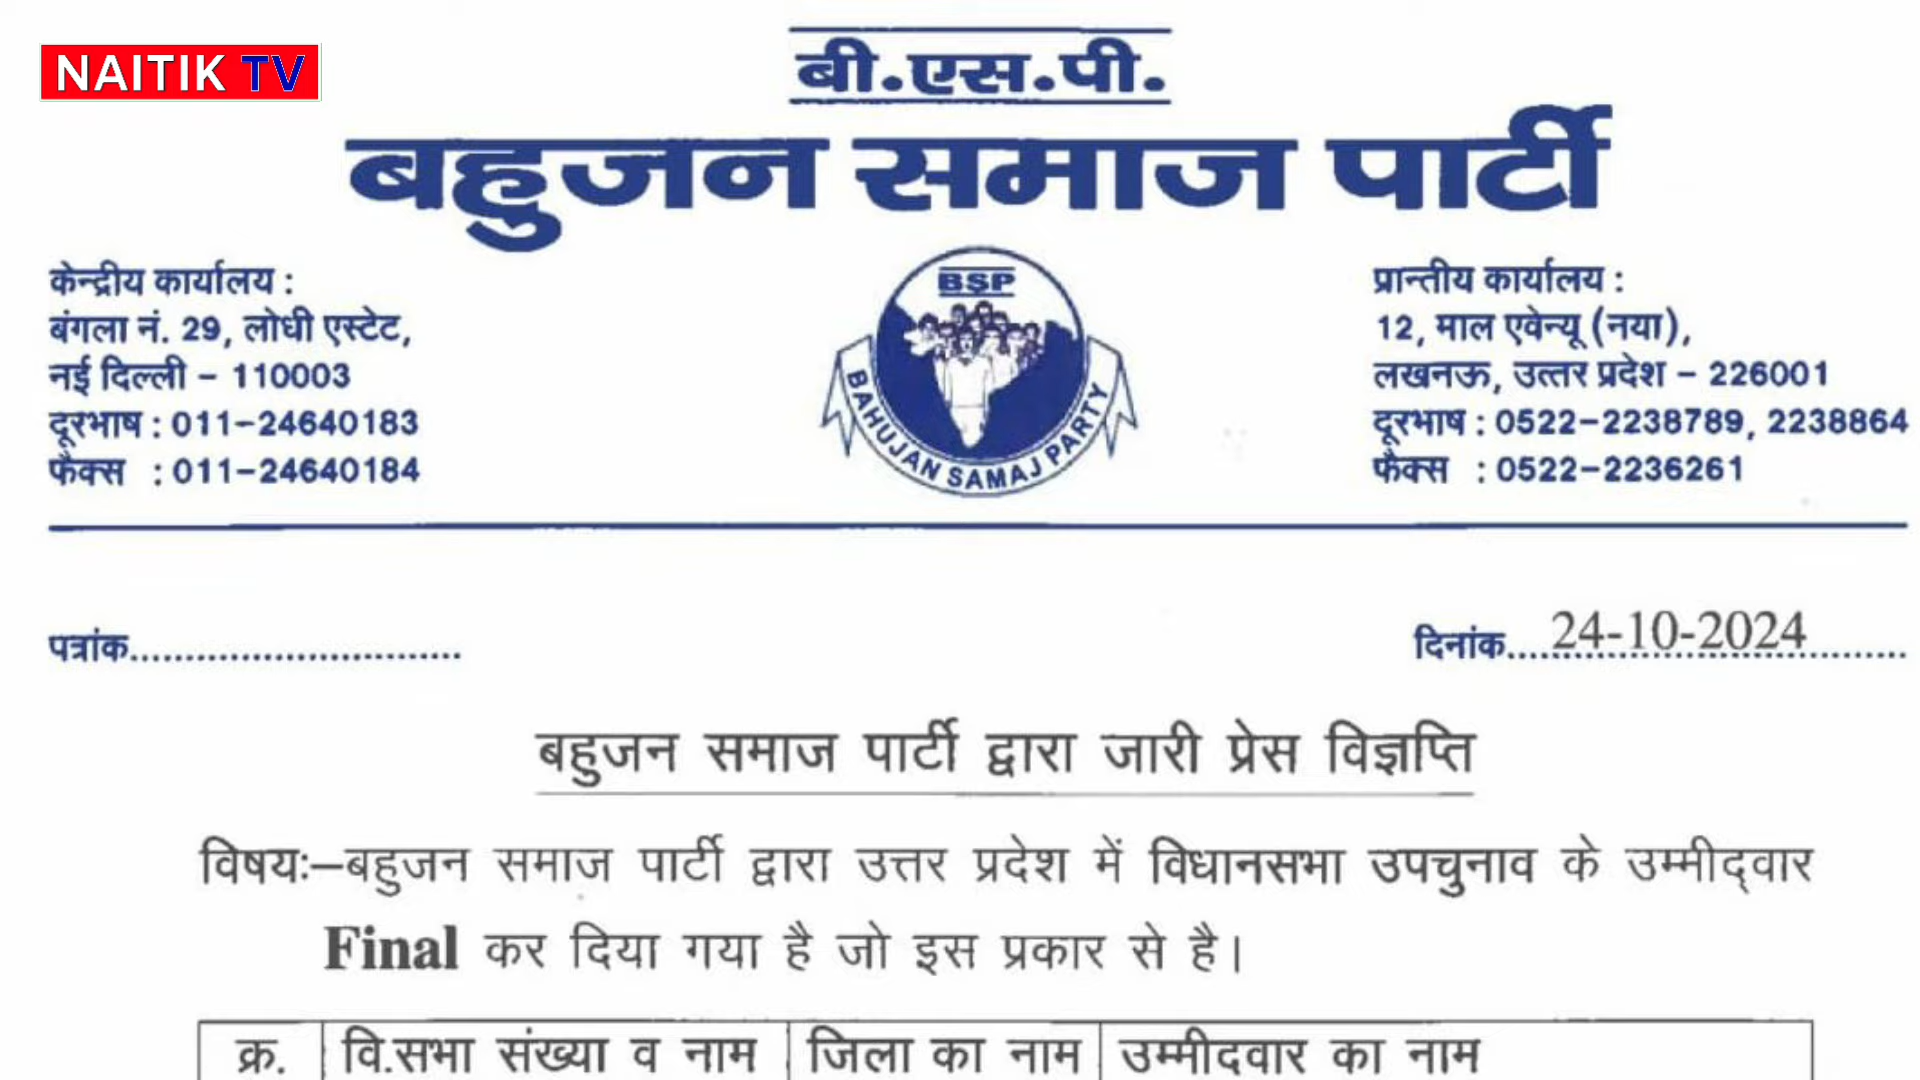 NAITIK TV
बी.एस.पी.
बहुजन समाज पार्टी
केन्द्रीय कार्यालय :
बंगला नं. 29, लोधी एस्टेट,
नई दिल्ली – 110003
दूरभाष : 011–24640183
फैक्स : 011–24640184
BSP
BAHUJAN SAMAJ PARTY
प्रान्तीय कार्यालय :
12, माल एवेन्यू (नया),
लखनऊ, उत्तर प्रदेश – 226001
दूरभाष : 0522–2238789, 2238864
फैक्स : 0522–2236261
पत्रांक..............................
दिनांक....24-10-2024..........
बहुजन समाज पार्टी द्वारा जारी प्रेस विज्ञप्ति
विषयः–बहुजन समाज पार्टी द्वारा उत्तर प्रदेश में विधानसभा उपचुनाव के उम्मीद्वार
Final कर दिया गया है जो इस प्रकार से है।
क्र. वि.सभा संख्या व नाम जिला का नाम उम्मीदवार का नाम